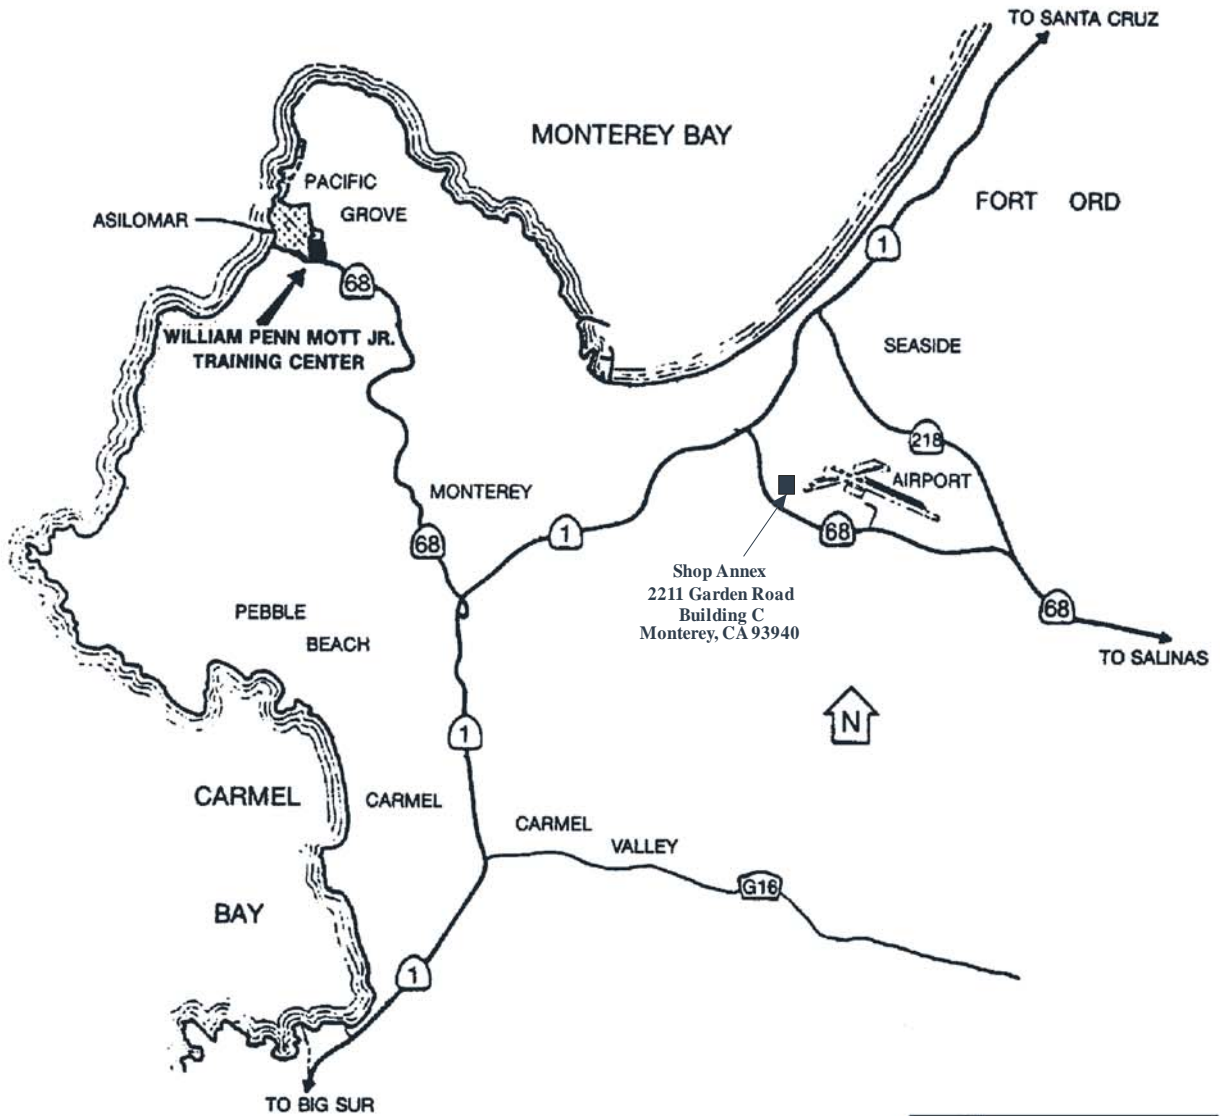 TO SANTA CRUZ
MONTEREY BAY
PACIFIC
GROVE
FORT ORD
ASILOMAR
1
68
WILLIAM PENN MOTT JR.
TRAINING CENTER
SEASIDE
218
AIRPORT
MONTEREY
68
1
68
Shop Annex
2211 Garden Road
Building C
Monterey, CA 93940
68
TO SALINAS
PEBBLE
BEACH
N
1
CARMEL
CARMEL
CARMEL
VALLEY
G16
BAY
1
TO BIG SUR